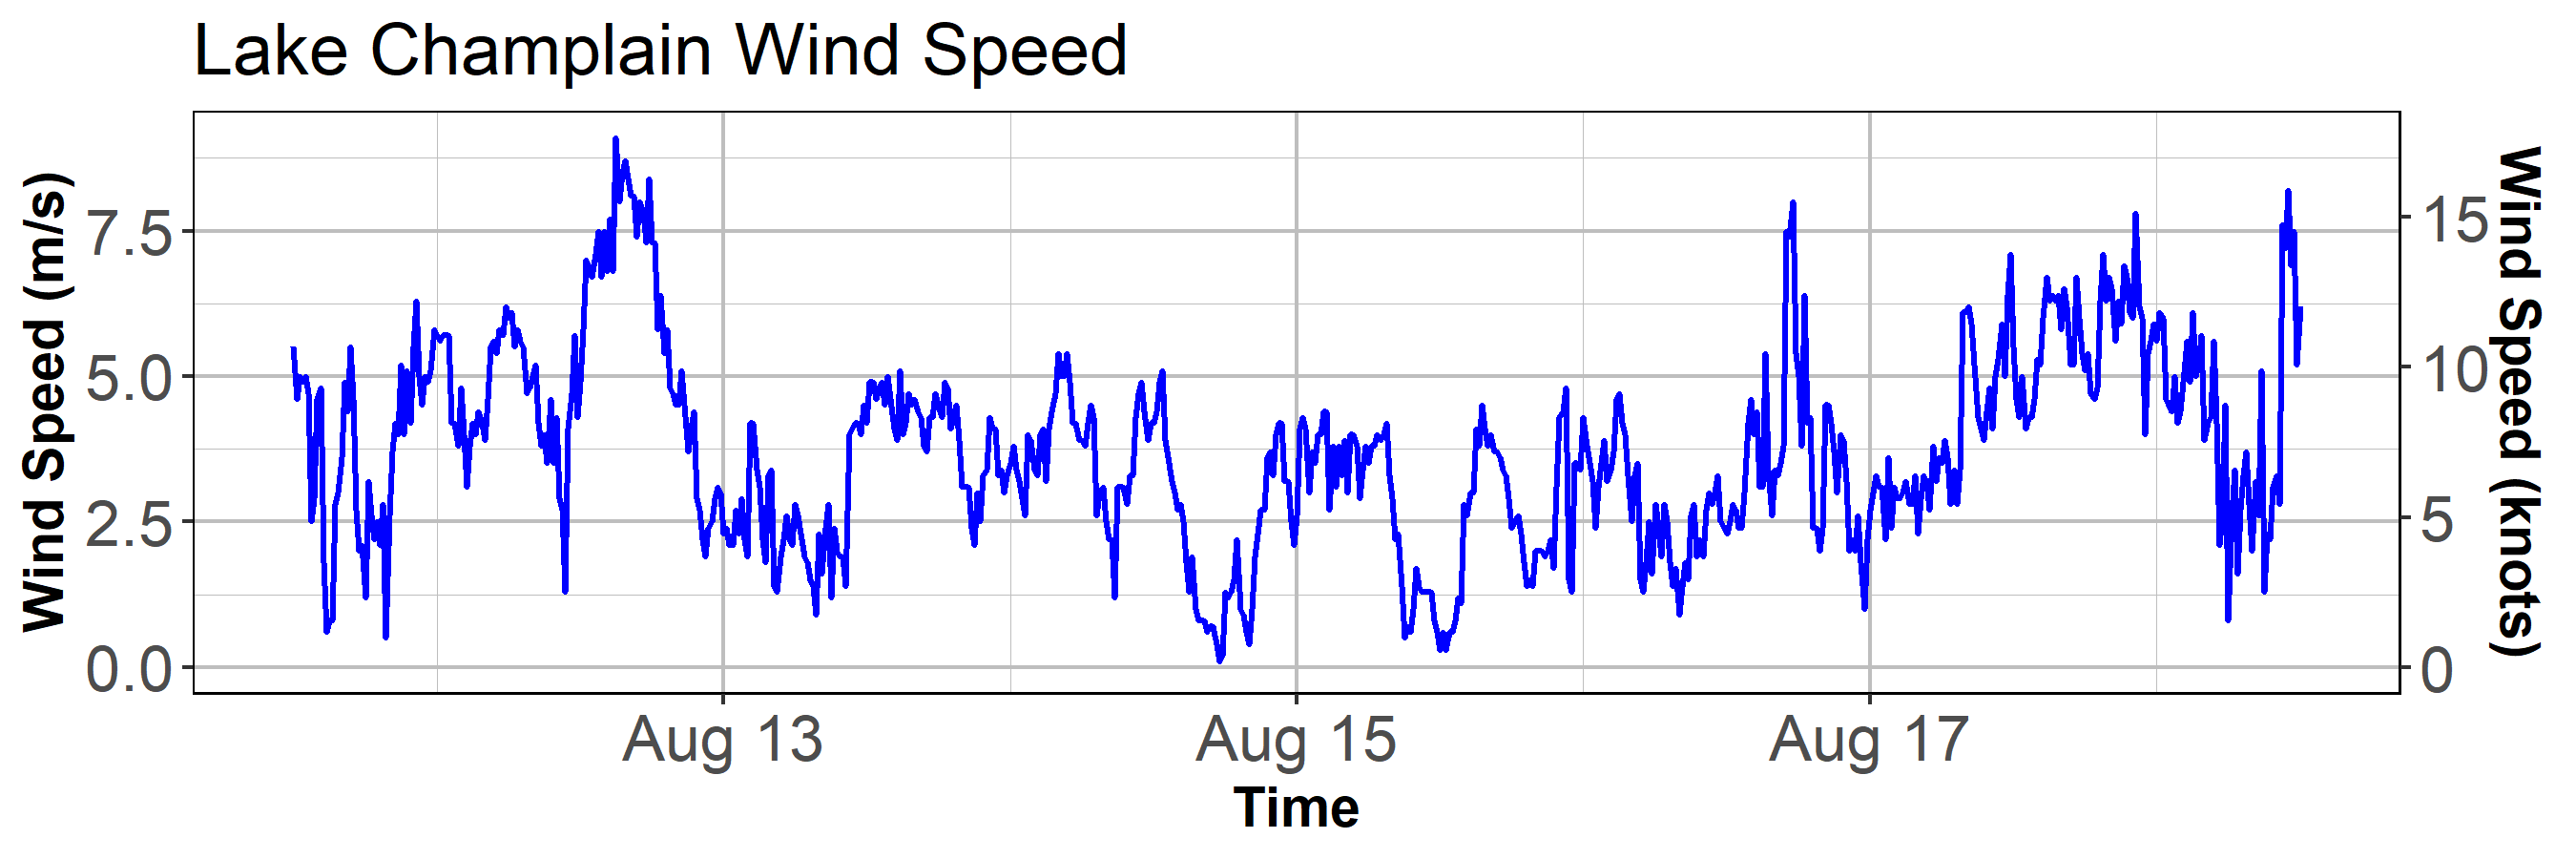 Lake Champlain Wind Speed
Wind Speed (m/s)
7.5
5.0
2.5
0.0
15
10
5
0
Wind Speed (knots)
Aug 13
Aug 15
Aug 17
Time